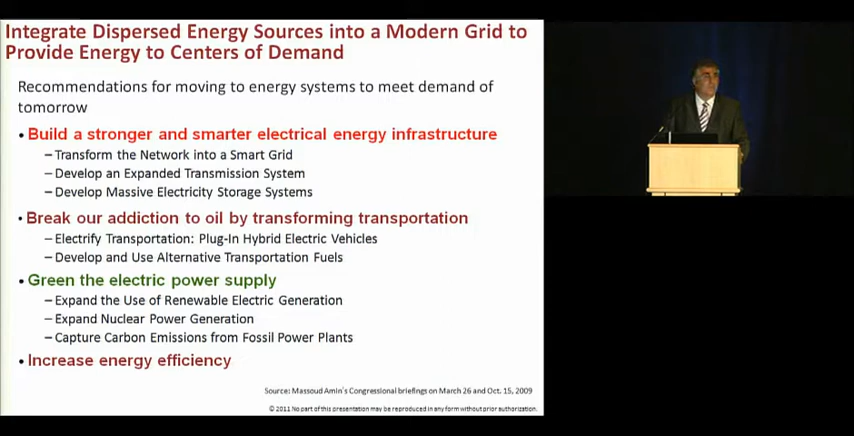 Integrate Dispersed Energy Sources into a Modern Grid to
Provide Energy to Centers of Demand
Recommendations for moving to energy systems to meet demand of
tomorrow
• Build a stronger and smarter electrical energy infrastructure
– Transform the Network into a Smart Grid
– Develop an Expanded Transmission System
– Develop Massive Electricity Storage Systems
• Break our addiction to oil by transforming transportation
– Electrify Transportation: Plug-In Hybrid Electric Vehicles
– Develop and Use Alternative Transportation Fuels
• Green the electric power supply
– Expand the Use of Renewable Electric Generation
– Expand Nuclear Power Generation
– Capture Carbon Emissions from Fossil Power Plants
• Increase energy efficiency
Source: Massoud Amin's Congressional briefings on March 26 and Oct. 15, 2009
© 2011 No part of this presentation may be reproduced in any form without prior authorization.